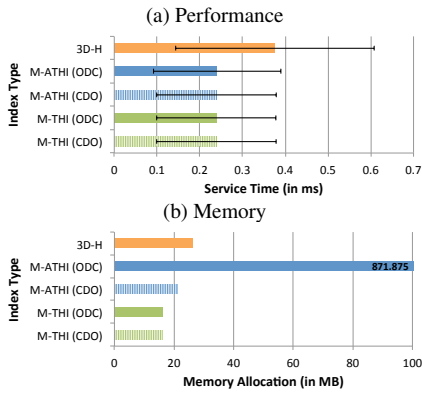 (a) Performance
Index Type
3D-H
M-ATHI (ODC)
M-ATHI (CDO)
M-THI (ODC)
M-THI (CDO)
0 0.1 0.2 0.3 0.4 0.5 0.6 0.7
Service Time (in ms)
(b) Memory
Index Type
3D-H
M-ATHI (ODC) 871.875
M-ATHI (CDO)
M-THI (ODC)
M-THI (CDO)
0 20 40 60 80 100
Memory Allocation (in MB)